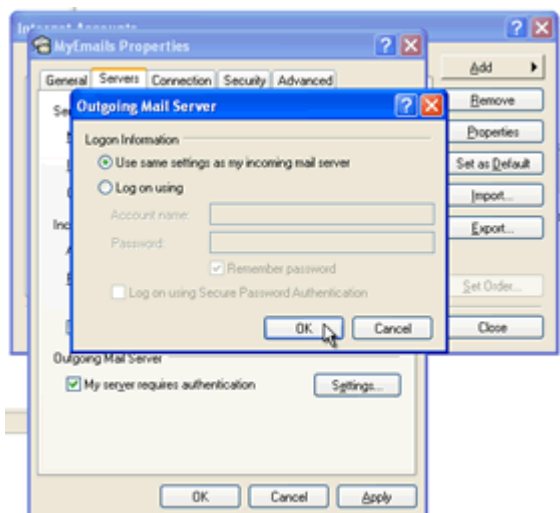 Internet Accounts
MyEmails Properties
General Servers Connection Security Advanced
Outgoing Mail Server
Logon Information
Use same settings as my incoming mail server
Log on using
Account name:
Password:
Remember password
Log on using Secure Password Authentication
OK Cancel
Outgoing Mail Server
My server requires authentication Settings...
OK Cancel Apply
Add
Remove
Properties
Set as Default
Import...
Export...
Set Order...
Close